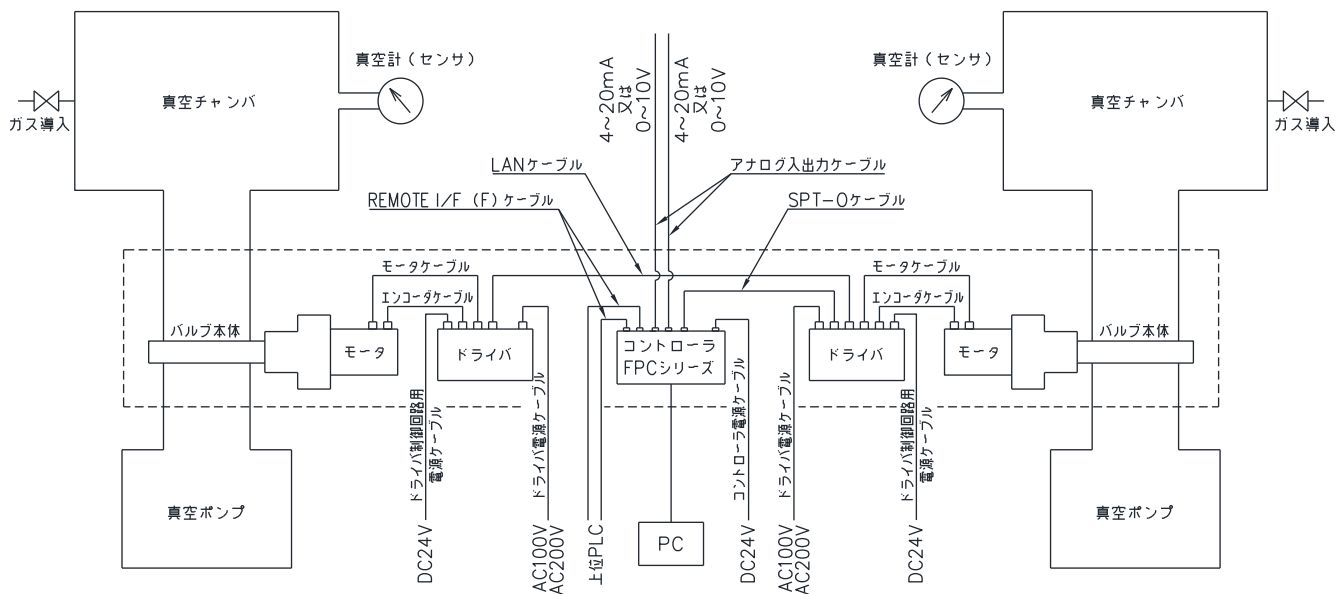 真空計(センサ)
真空計(センサ)
真空チャンバ
真空チャンバ
ガス導入
ガス導入
4~20mA
又は
0~10V
4~20mA
又は
0~10V
LANケーブル
アナログ入出力ケーブル
REMOTE I/F (F)ケーブル
SPT-Oケーブル
モータケーブル
モータケーブル
エンコーダケーブル
エンコーダケーブル
バルブ本体
バルブ本体
モータ
ドライバ
コントローラ
FPCシリーズ
ドライバ
モータ
ドライバ制御回路用
電源ケーブル
ドライバ電源ケーブル
コントローラ電源ケーブル
ドライバ電源ケーブル
ドライバ制御回路用
電源ケーブル
真空ポンプ
真空ポンプ
DC24V
AC100V
AC200V
上位PLC
PC
DC24V
AC100V
AC200V
DC24V